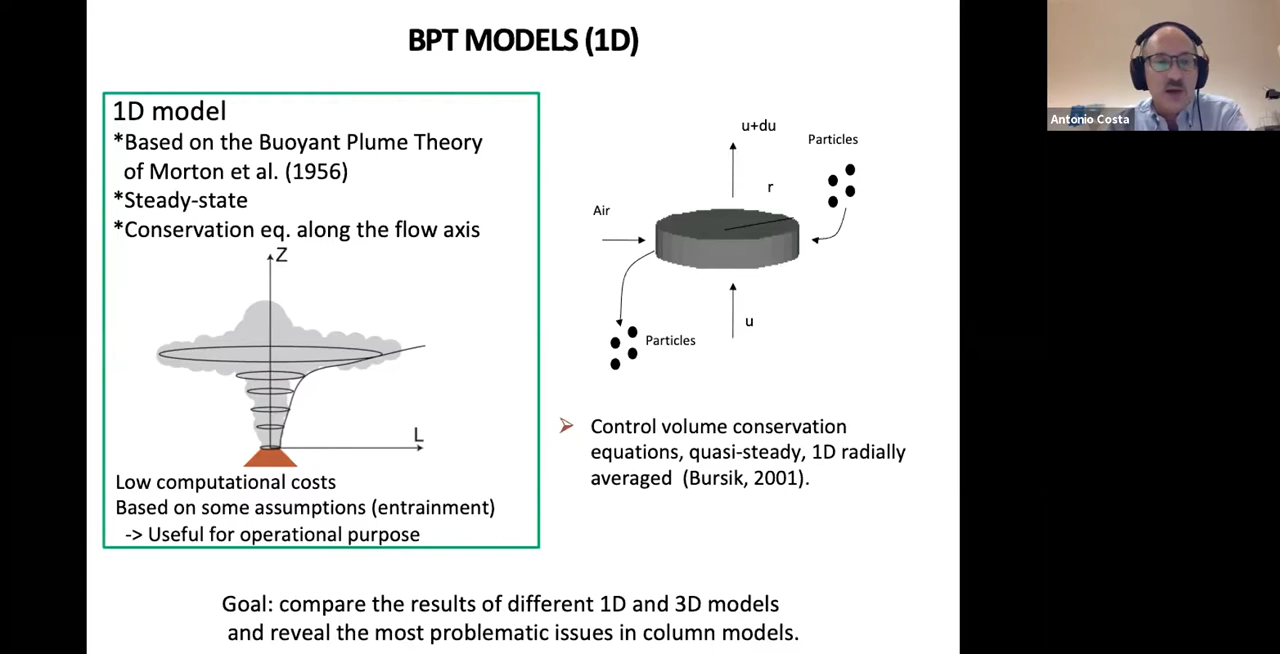 BPT MODELS (1D)
1D model
*Based on the Buoyant Plume Theory
of Morton et al. (1956)
*Steady-state
*Conservation eq. along the flow axis
Z
L
Low computational costs
Based on some assumptions (entrainment)
-> Useful for operational purpose
u+du
Particles
r
Air
u
Particles
Control volume conservation
equations, quasi-steady, 1D radially
averaged (Bursik, 2001).
Goal: compare the results of different 1D and 3D models
and reveal the most problematic issues in column models.
Antonio Costa